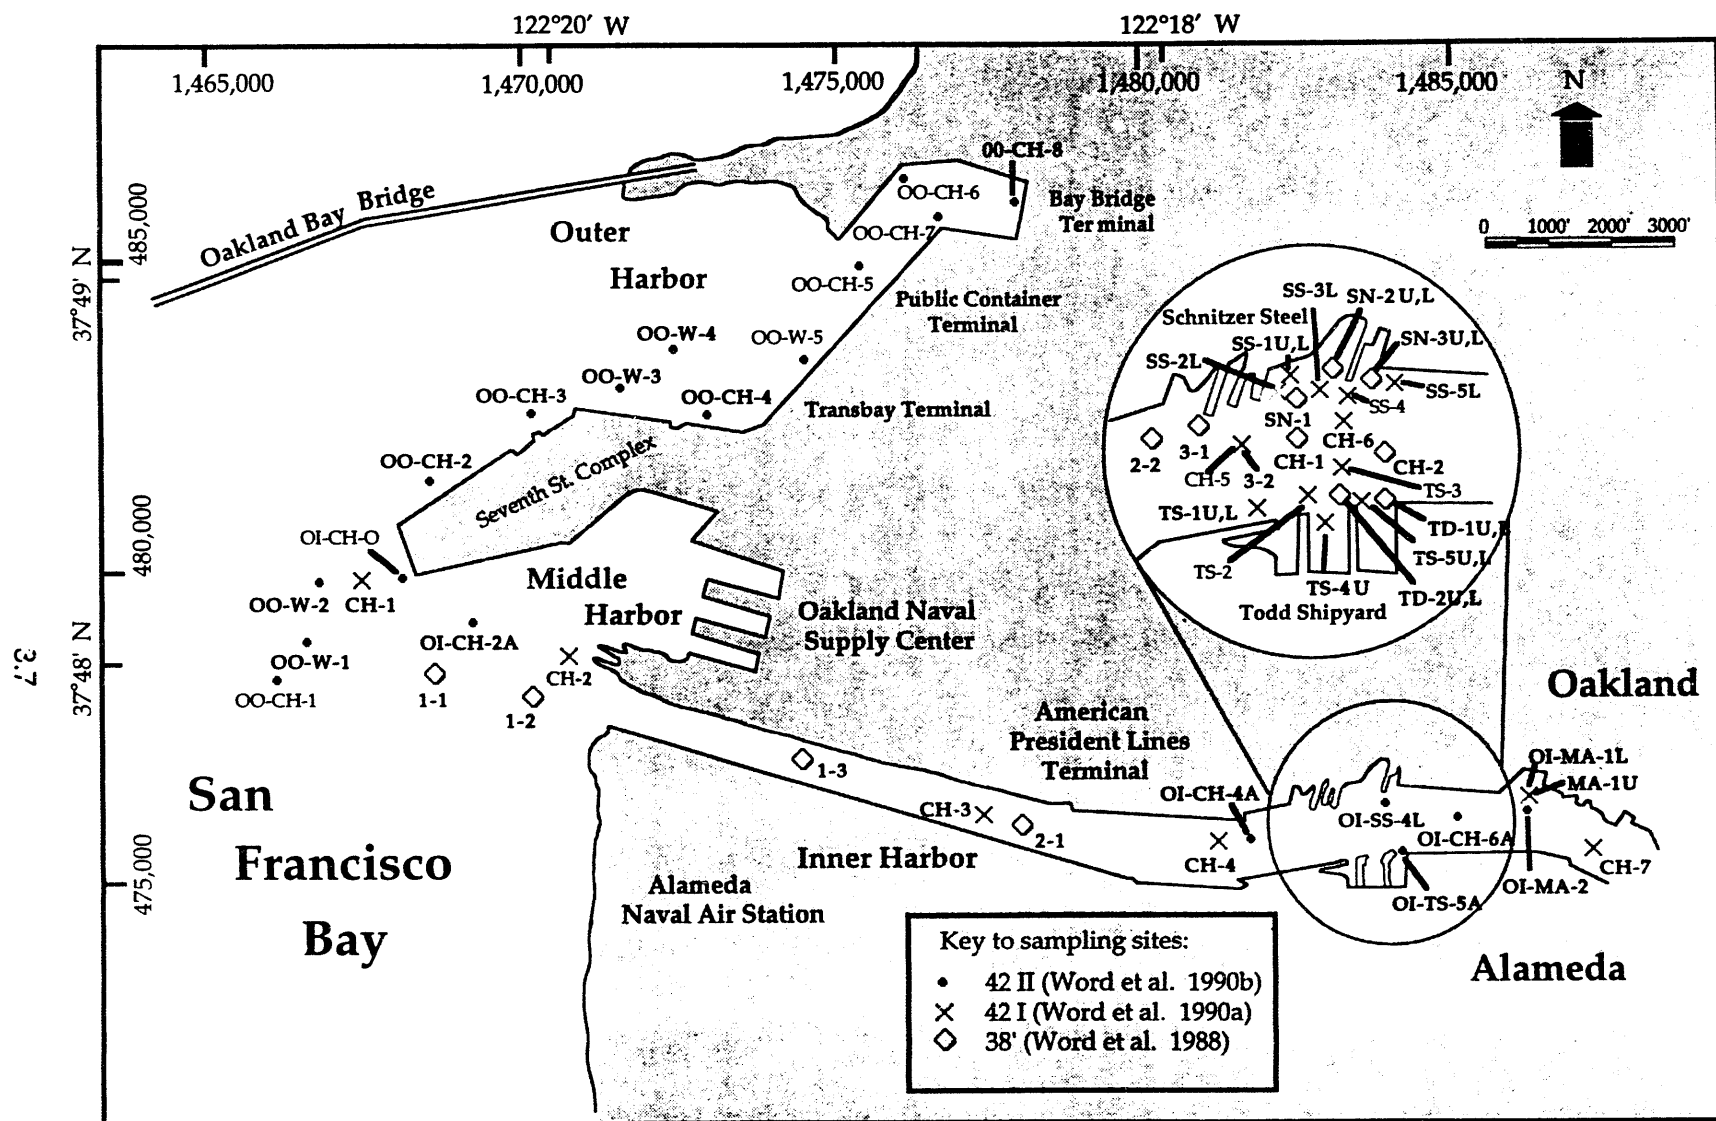 122°20' W
122°18' W
1,465,000
1,470,000
1,475,000
1,480,000
1,485,000
N
485,000
37°49' N
480,000
37°48' N
475,000
3.7
Oakland Bay Bridge
00-CH-8
OO-CH-6
Bay Bridge
Terminal
OO-CH-7
Outer
Harbor
OO-CH-5
Public Container
Terminal
0 1000' 2000' 3000'
OO-W-4
OO-W-5
OO-W-3
OO-CH-3
OO-CH-4
Transbay Terminal
OO-CH-2
Seventh St. Complex
OI-CH-O
OO-W-2
CH-1
Middle
Harbor
Oakland Naval
Supply Center
OI-CH-2A
OO-W-1
OO-CH-1
1-1
CH-2
1-2
SS-3L
SN-2 U,L
Schnitzer Steel
SS-1U,L
SN-3U,L
SS-2L
SS-5L
SS-4
SN-1
CH-6
2-2
3-1
CH-1
CH-2
CH-5
3-2
TS-3
TS-1U,L
TD-1U,L
TS-5U,L
TS-2
TS-4 U
TD-2U,L
Todd Shipyard
Oakland
American
President Lines
Terminal
1-3
OI-CH-4A
OI-MA-1L
MA-1U
CH-3
2-1
OI-SS-4L
OI-CH-6A
CH-4
CH-7
OI-MA-2
OI-TS-5A
San
Francisco
Bay
Inner Harbor
Alameda
Naval Air Station
Alameda
Key to sampling sites:
42 II (Word et al. 1990b)
42 I (Word et al. 1990a)
38' (Word et al. 1988)